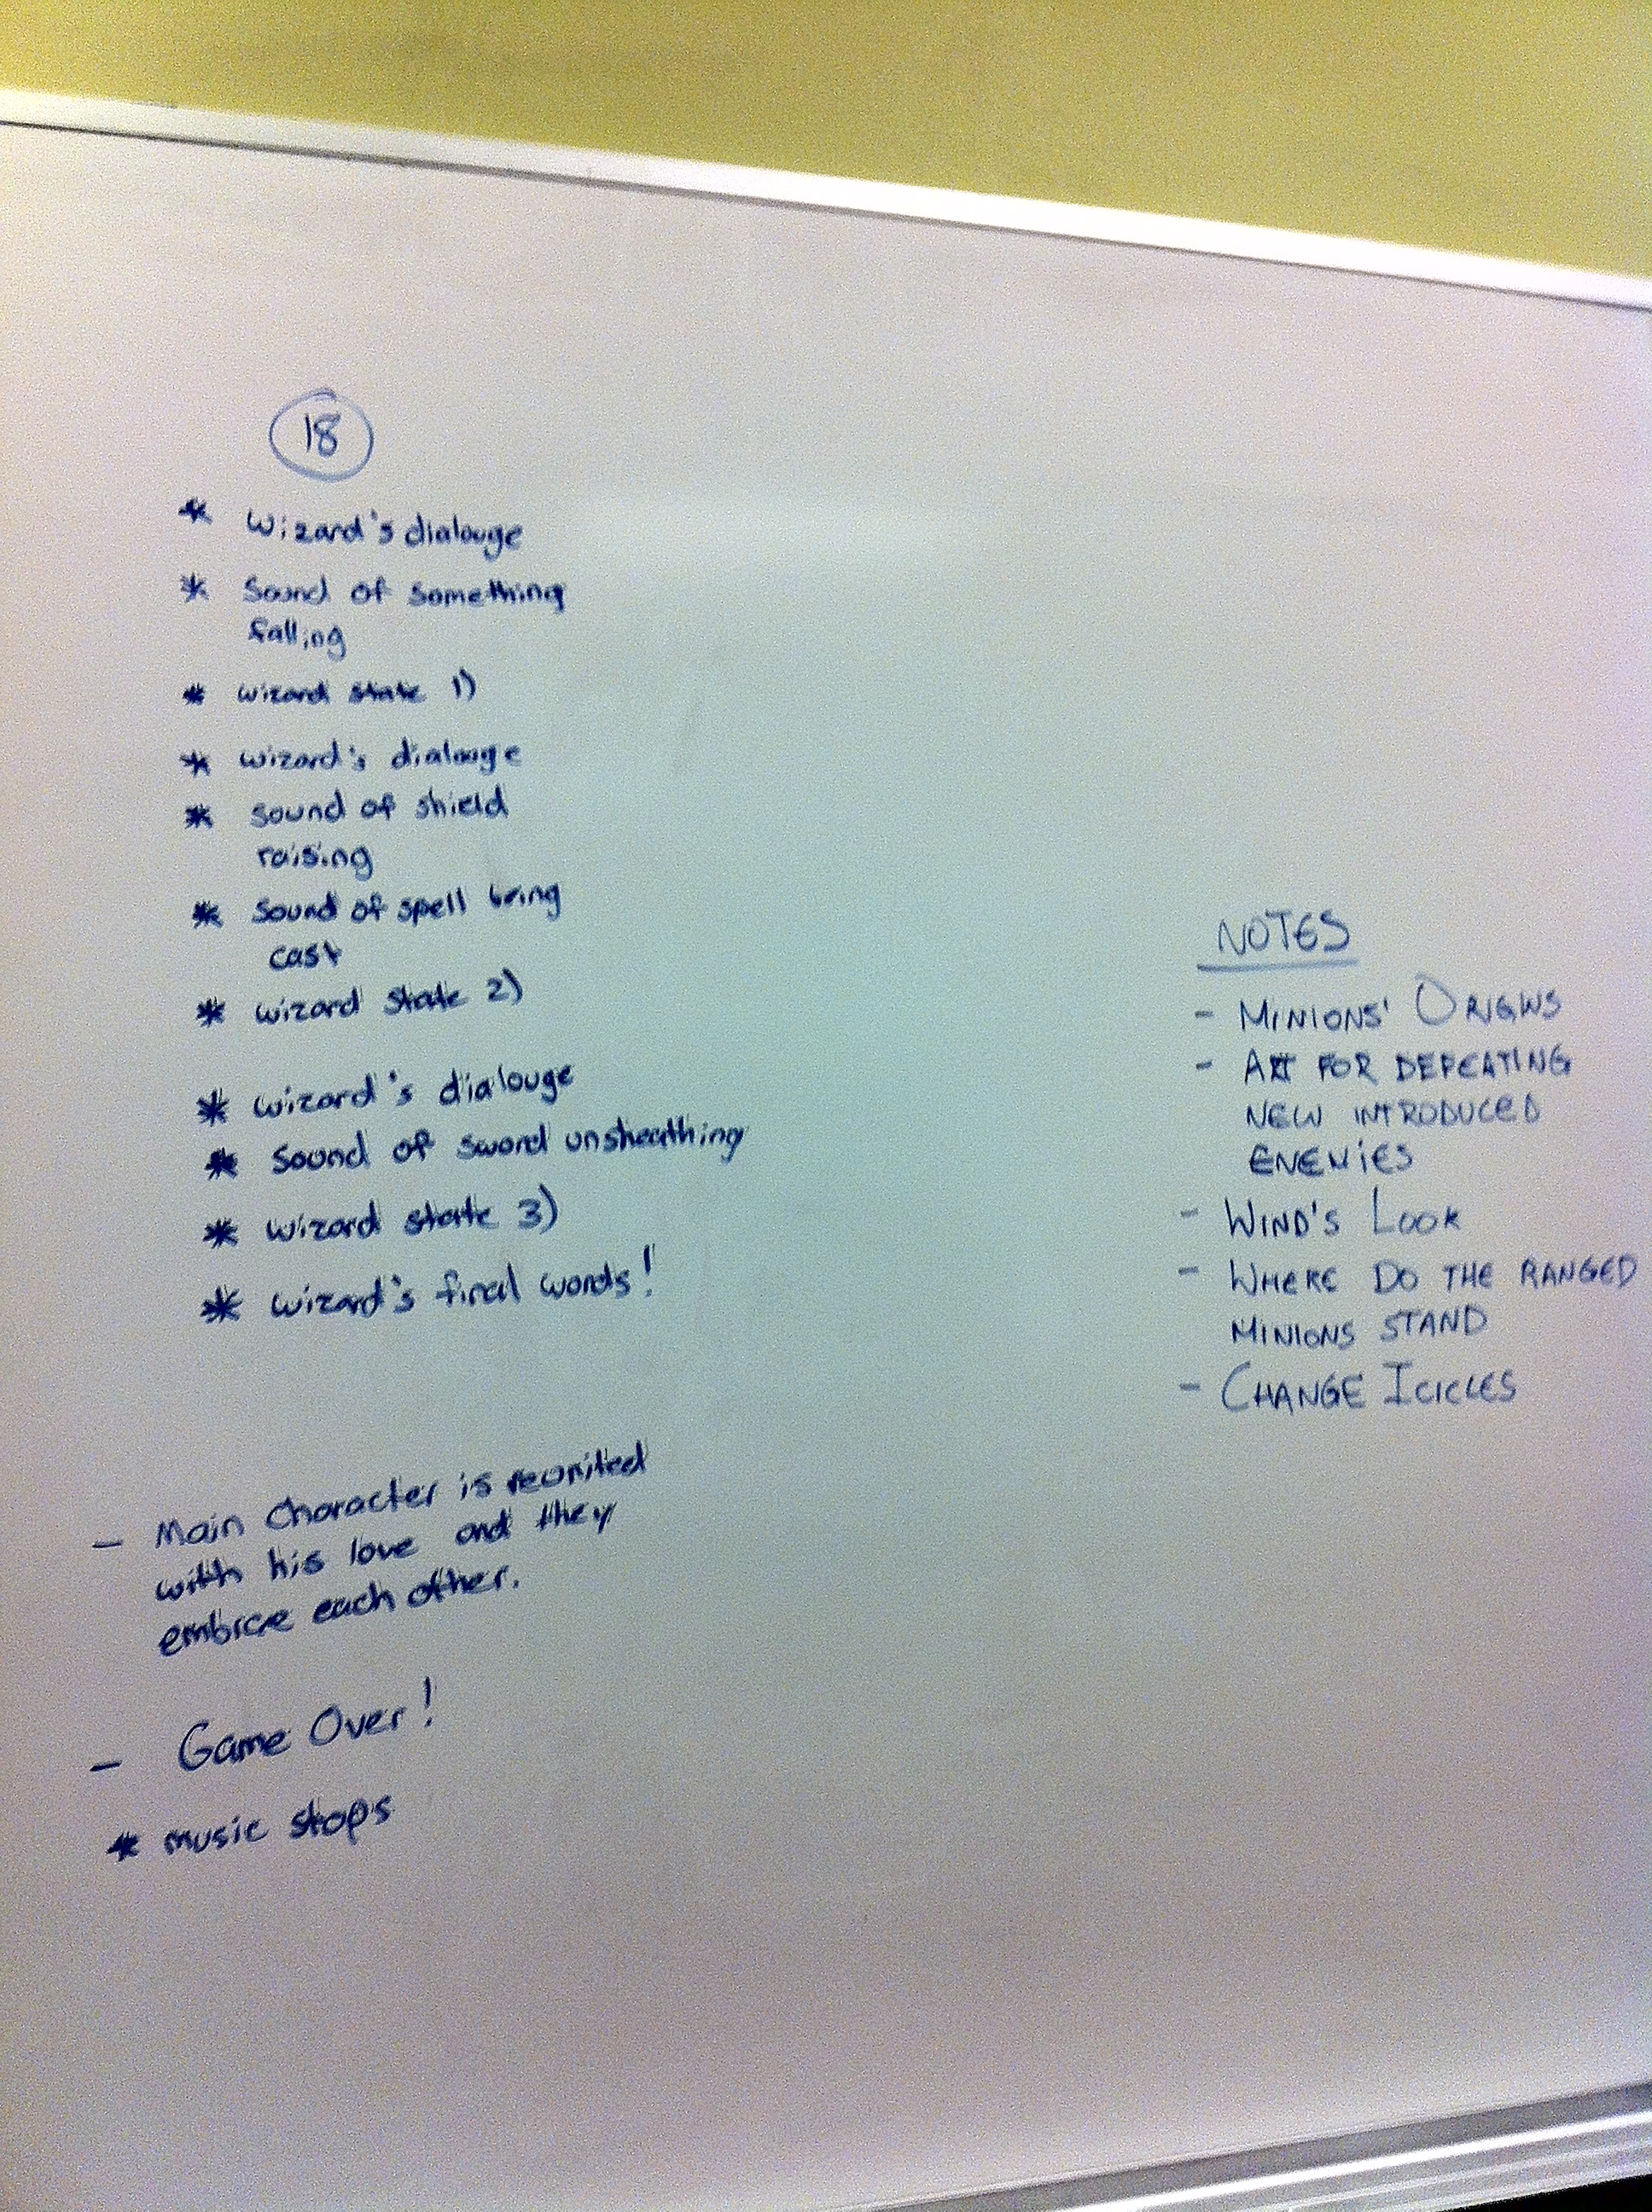 18
* Wizard's dialouge
* Sound of something
falling
* wizard state 1)
* wizard's dialouge
* sound of shield
raising
* Sound of spell being
cast
* wizard state 2)
* wizard's dialouge
* Sound of sword unsheathing
* wizard state 3)
* wizard's final words!
- Main Character is reunited
with his love and they
embrace each other.
- Game Over!
* music stops
NOTES
- MINIONS' ORIGINS
- ART FOR DEFEATING
NEW INTRODUCED
ENEMIES
- WIND'S LOOK
- WHERE DO THE RANGED
MINIONS STAND
- CHANGE ICICLES